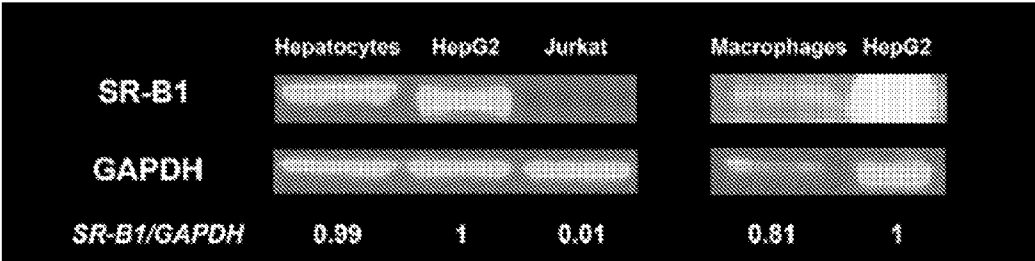 Hepatocytes HepG2 Jurkat Macrophages HepG2
SR-B1
GAPDH
SR-B1/GAPDH 0.99 1 0.01 0.81 1